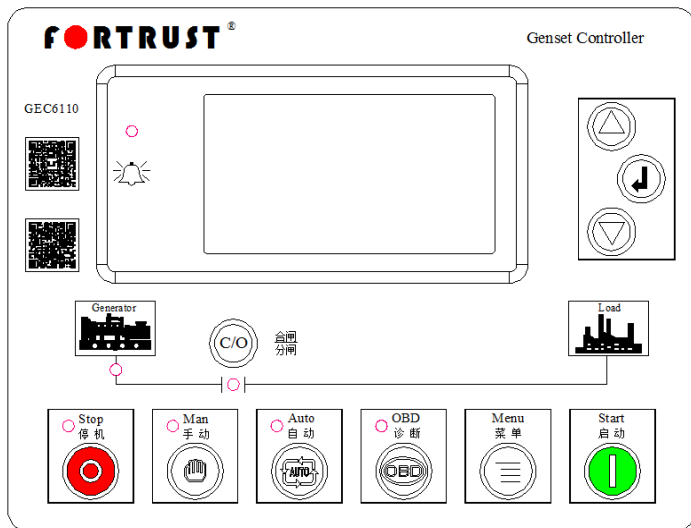 FORTRUST ®
Genset Controller
GEC6110
Generator
Load
C/O
合闸
分闸
Stop
停机
Man
手动
Auto
自动
AUTO
OBD
诊断
OBD
Menu
菜单
Start
启动